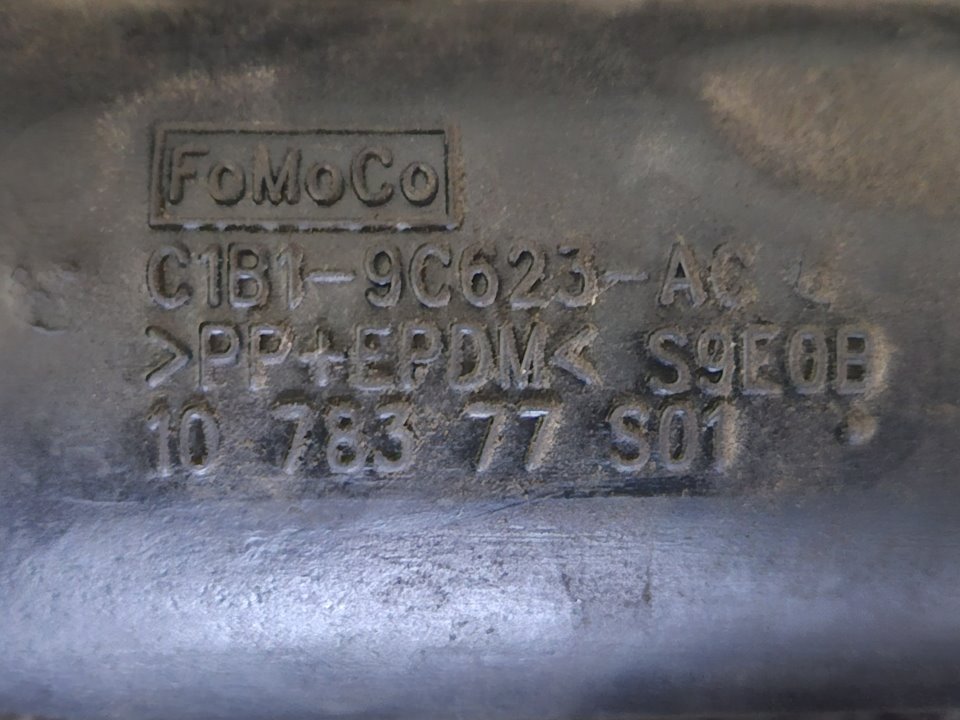 FoMoCo
C1B1-9C623-AC
>PP+EPDM< S9E0B
10 783 77 S01